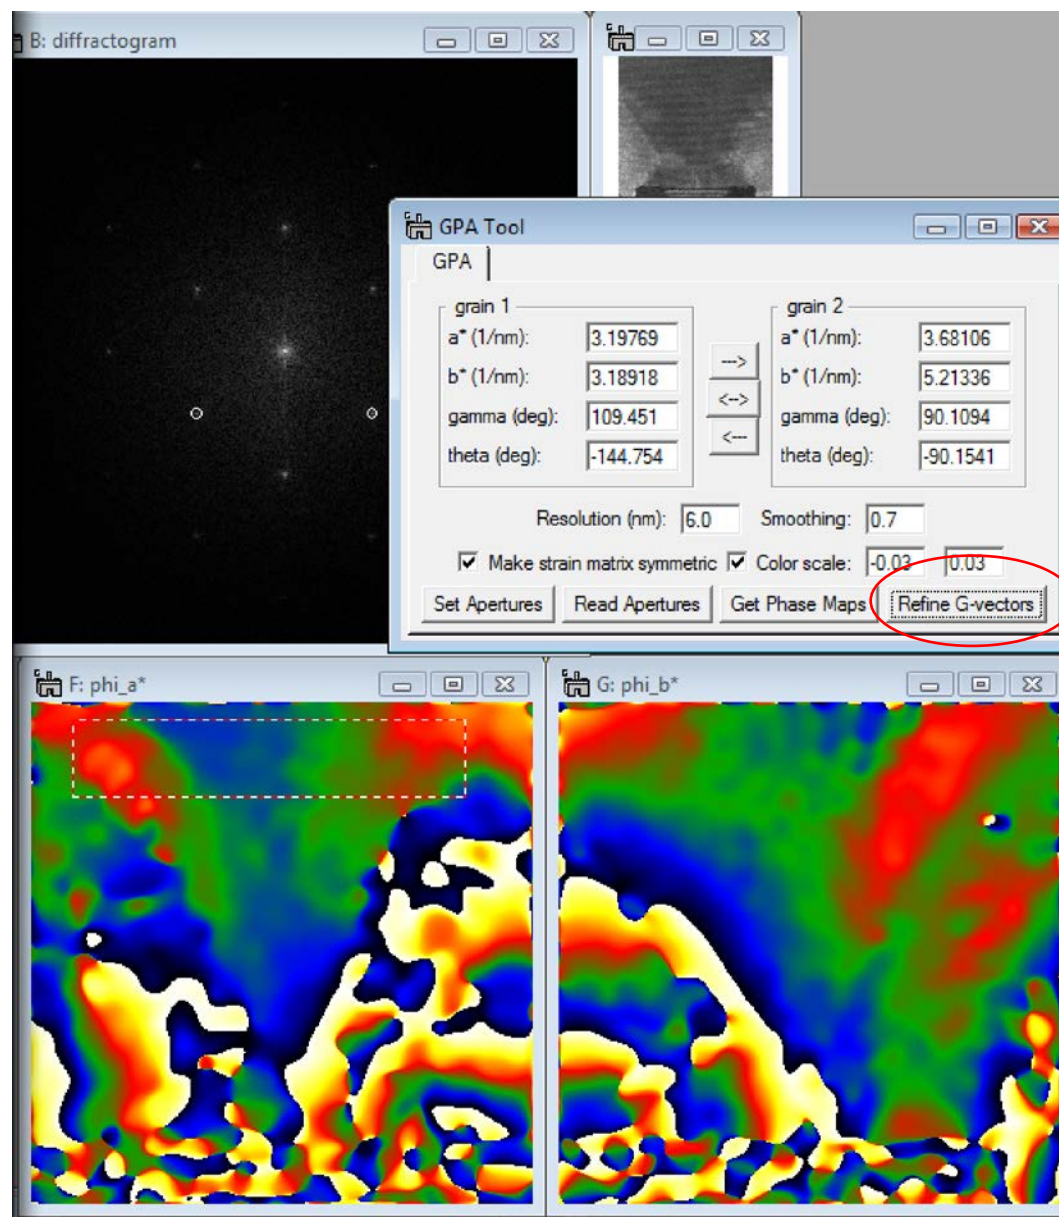 B: diffractogram
GPA Tool
GPA
grain 1
a* (1/nm): 3.19769
b* (1/nm): 3.18918
gamma (deg): 109.451
theta (deg): -144.754
--->
<-->
<---
grain 2
a* (1/nm): 3.68106
b* (1/nm): 5.21336
gamma (deg): 90.1094
theta (deg): -90.1541
Resolution (nm): 6.0 Smoothing: 0.7
Make strain matrix symmetric Color scale: -0.03 0.03
Set Apertures Read Apertures Get Phase Maps Refine G-vectors
F: phi_a*
G: phi_b*